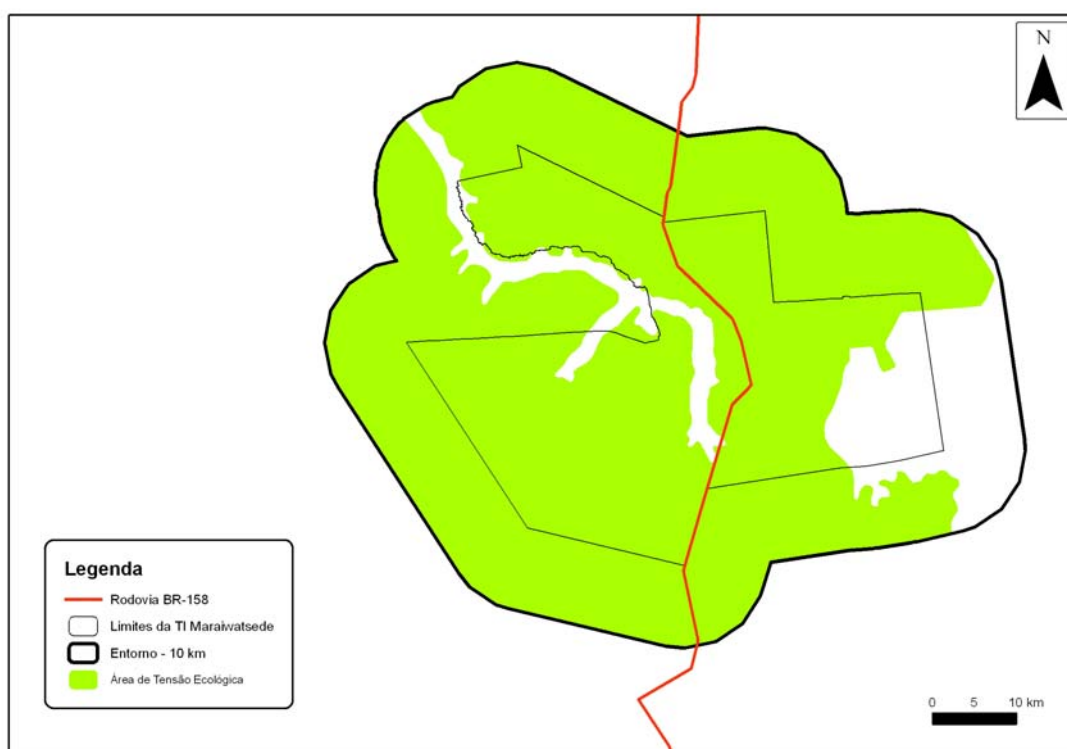 N
Legenda
Rodovia BR-158
Limites da TI Maraiwatsede
Entorno - 10 km
Área de Tensão Ecológica
0 5 10 km